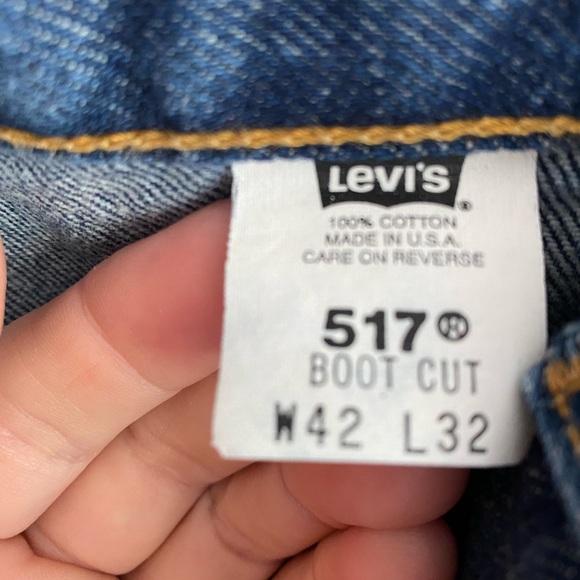 Levi's ®
100% COTTON
MADE IN U.S.A.
CARE ON REVERSE
517®
BOOT CUT
W42 L32